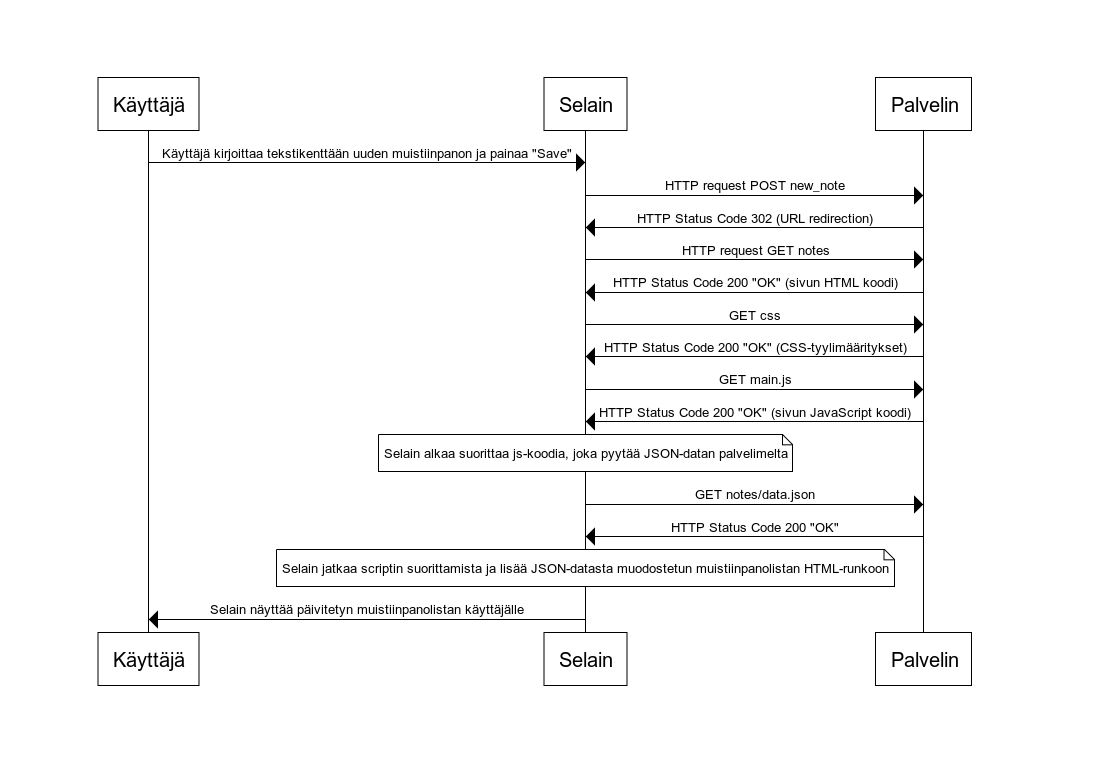 Käyttäjä
Selain
Palvelin
Käyttäjä kirjoittaa tekstikenttään uuden muistiinpanon ja painaa "Save"
HTTP request POST new_note
HTTP Status Code 302 (URL redirection)
HTTP request GET notes
HTTP Status Code 200 "OK" (sivun HTML koodi)
GET css
HTTP Status Code 200 "OK" (CSS-tyylimääritykset)
GET main.js
HTTP Status Code 200 "OK" (sivun JavaScript koodi)
Selain alkaa suorittaa js-koodia, joka pyytää JSON-datan palvelimelta
GET notes/data.json
HTTP Status Code 200 "OK"
Selain jatkaa scriptin suorittamista ja lisää JSON-datasta muodostetun muistiinpanolistan HTML-runkoon
Selain näyttää päivitetyn muistiinpanolistan käyttäjälle
Käyttäjä
Selain
Palvelin